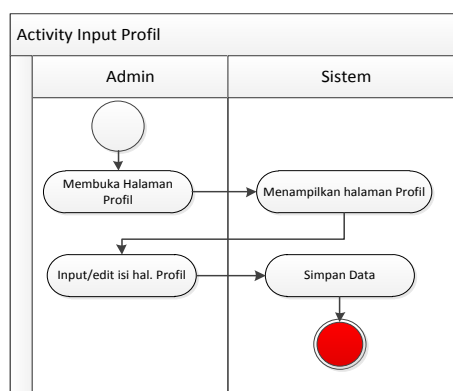 Activity Input Profil
Admin
Sistem
Membuka Halaman
Profil
Menampilkan halaman Profil
Input/edit isi hal. Profil
Simpan Data